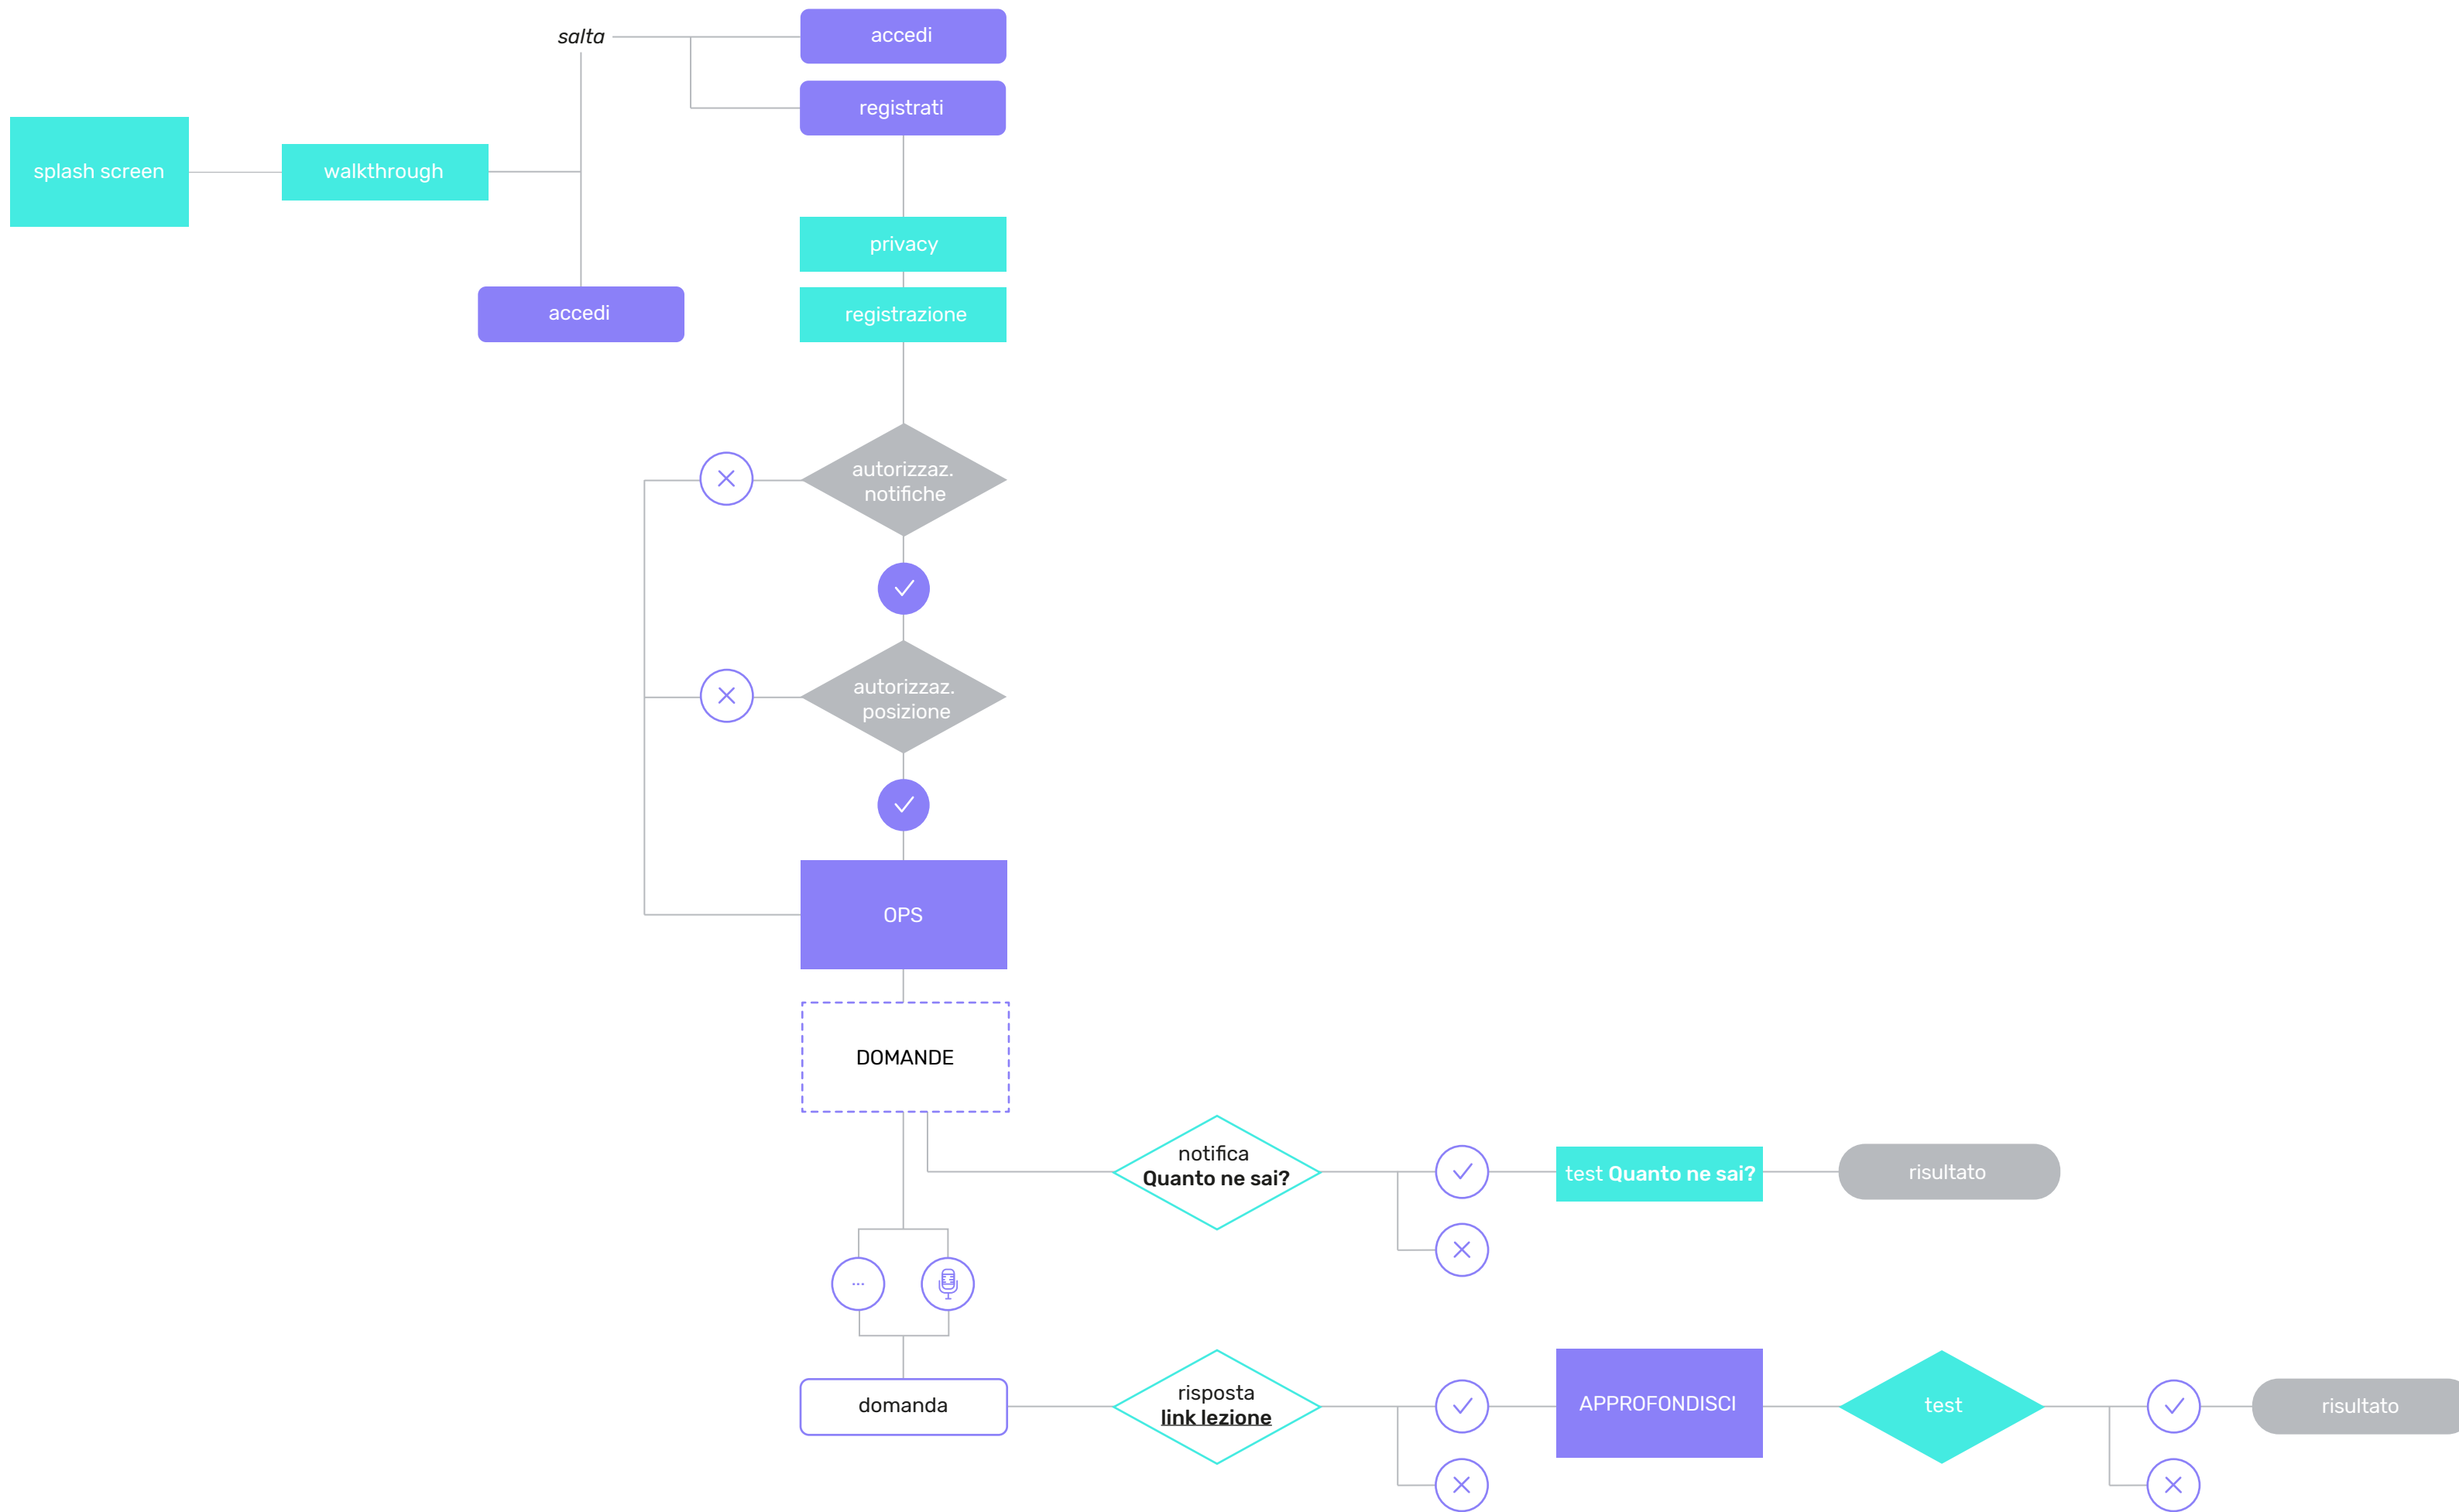 salta
accedi
registrati
splash screen
walkthrough
privacy
accedi
registrazione
autorizzaz.
notifiche
autorizzaz.
posizione
OPS
DOMANDE
notifica
Quanto ne sai?
test Quanto ne sai?
risultato
...
domanda
risposta
link lezione
APPROFONDISCI
test
risultato